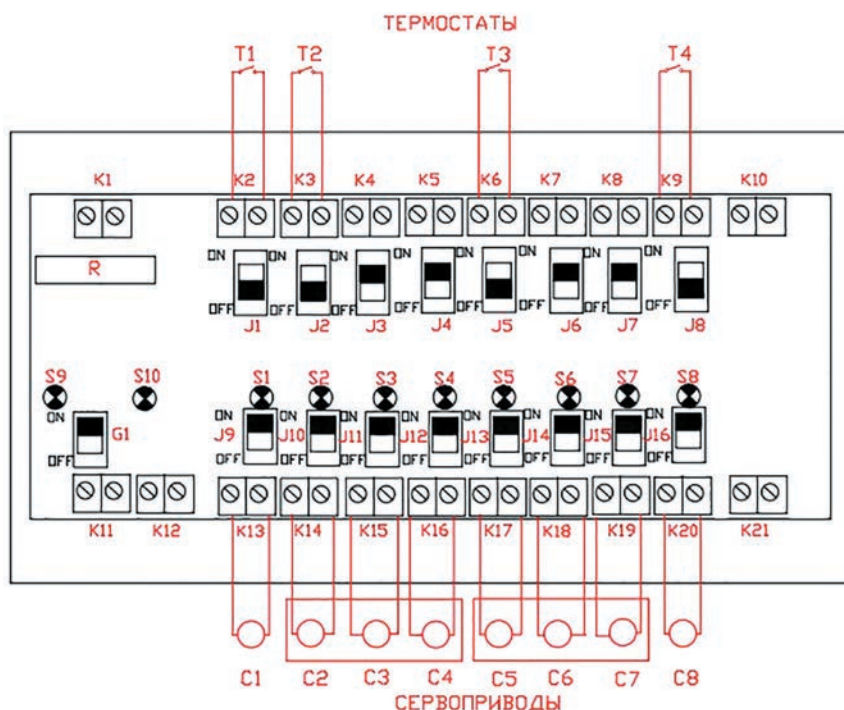 ТЕРМОСТАТЫ
T1 T2 T3 T4
K1 K2 K3 K4 K5 K6 K7 K8 K9 K10
R
ON ON ON ON ON ON ON ON
OFF OFF OFF OFF OFF OFF OFF OFF
J1 J2 J3 J4 J5 J6 J7 J8
S9 S10 S1 S2 S3 S4 S5 S6 S7 S8
ON ON ON ON ON ON ON ON ON
G1 J9 J10 J11 J12 J13 J14 J15 J16
OFF OFF OFF OFF OFF OFF OFF OFF OFF
K11 K12 K13 K14 K15 K16 K17 K18 K19 K20 K21
C1 C2 C3 C4 C5 C6 C7 C8
СЕРВОПРИВОДЫ